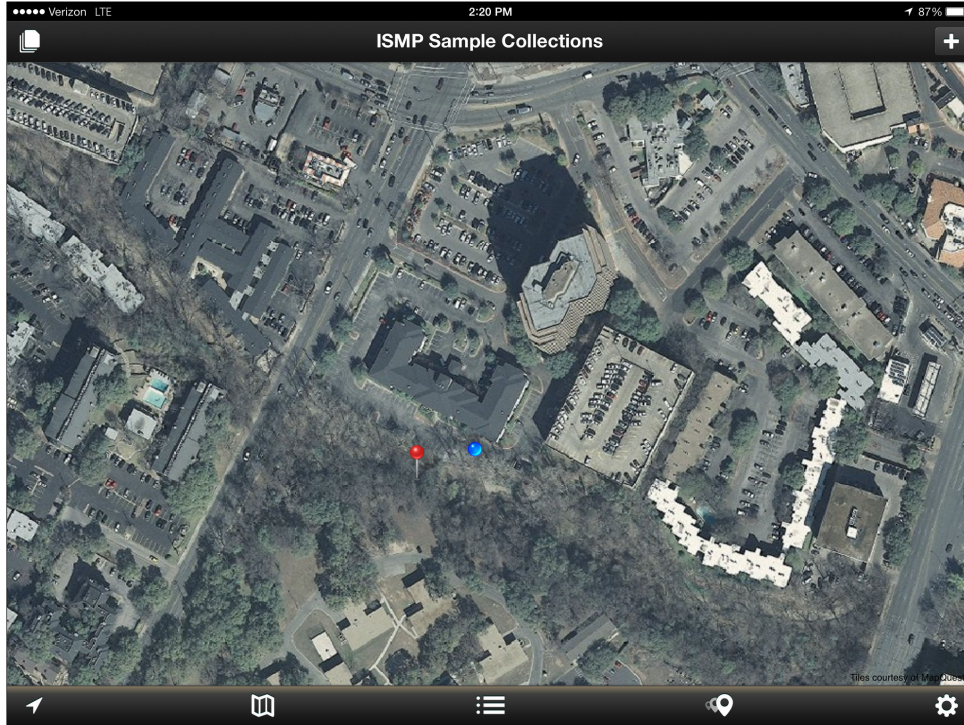 Verizon LTE 2:20 PM 87%
ISMP Sample Collections
Tiles courtesy of MapQuest